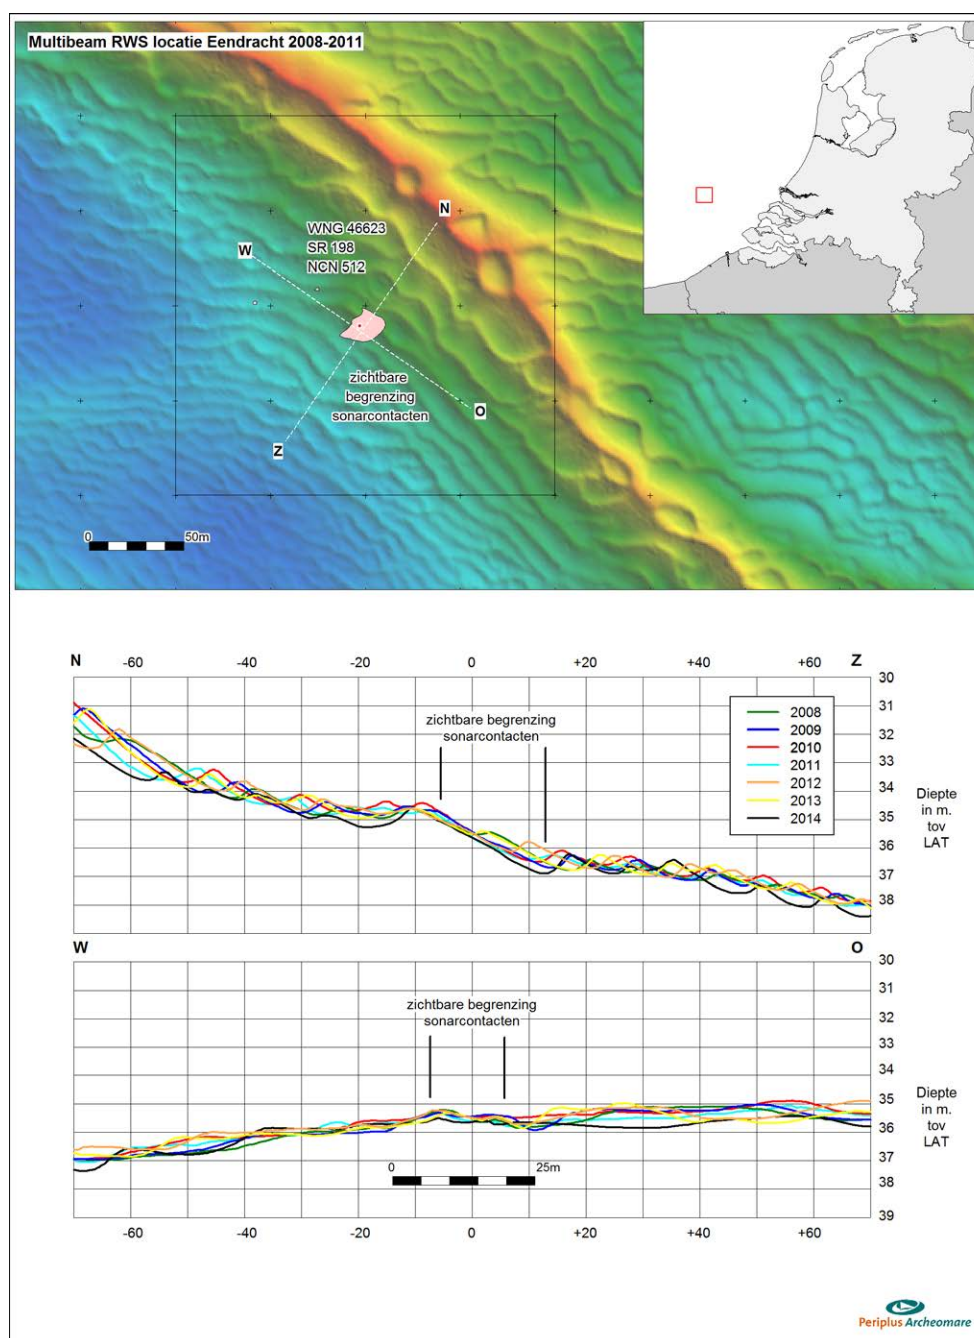 Multibeam RWS locatie Eendracht 2008-2011
N
WNG 46623
SR 198
NCN 512
W
zichtbare
begrenzing
sonarcontacten
O
Z
0 50m
N -60 -40 -20 0 +20 +40 +60 Z
30
31
32
33
34
35
36
37
38
zichtbare begrenzing
sonarcontacten
2008
2009
2010
2011
2012
2013
2014
Diepte
in m.
tov
LAT
W O
30
31
32
33
34
35
36
37
38
39
zichtbare begrenzing
sonarcontacten
Diepte
in m.
tov
LAT
0 25m
-60 -40 -20 0 +20 +40 +60
Periplus Archeomare